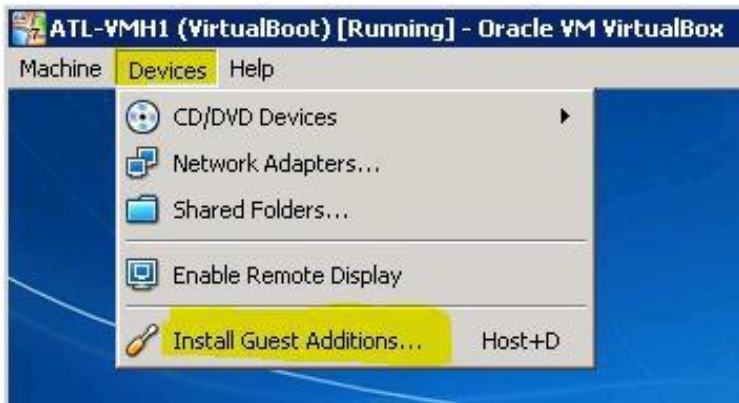 ATL-VMH1 (VirtualBoot) [Running] - Oracle VM VirtualBox
Machine Devices Help
CD/DVD Devices
Network Adapters...
Shared Folders...
Enable Remote Display
Install Guest Additions... Host+D